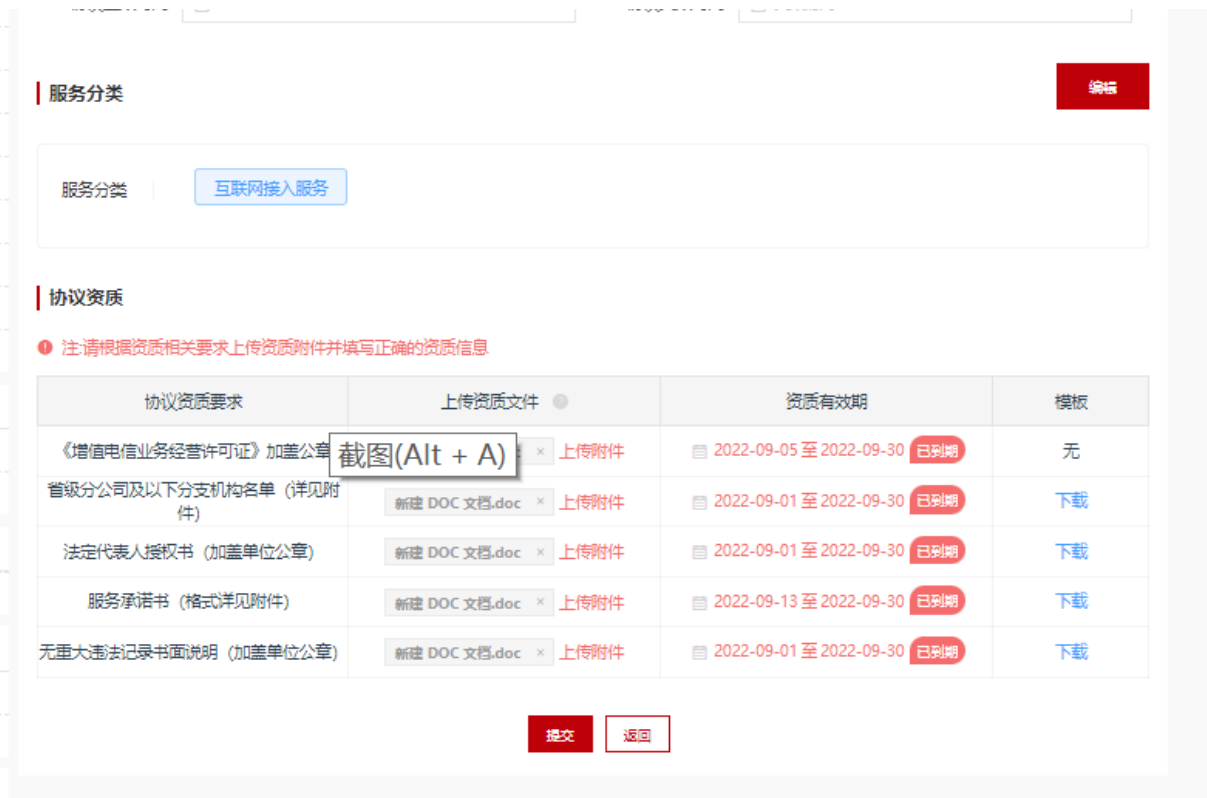 服务分类
编辑
服务分类
互联网接入服务
协议资质
注:请根据资质相关要求上传资质附件并填写正确的资质信息
协议资质要求 上传资质文件 资质有效期 模板
《增值电信业务经营许可证》加盖公章 截图(Alt + A) × 上传附件 2022-09-05 至 2022-09-30 已到期 无
省级分公司及以下分支机构名单（详见附
件）
新建 DOC 文档.doc × 上传附件 2022-09-01 至 2022-09-30 已到期 下载
法定代表人授权书（加盖单位公章） 新建 DOC 文档.doc × 上传附件 2022-09-01 至 2022-09-30 已到期 下载
服务承诺书（格式详见附件） 新建 DOC 文档.doc × 上传附件 2022-09-13 至 2022-09-30 已到期 下载
无重大违法记录书面说明（加盖单位公章） 新建 DOC 文档.doc × 上传附件 2022-09-01 至 2022-09-30 已到期 下载
提交 返回